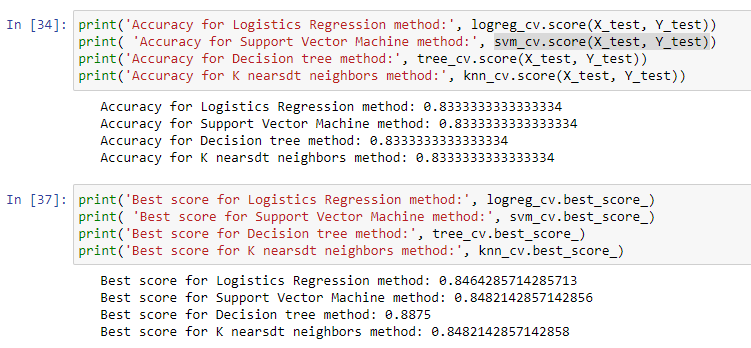 In [34]: print('Accuracy for Logistics Regression method:', logreg_cv.score(X_test, Y_test))
print( 'Accuracy for Support Vector Machine method:', svm_cv.score(X_test, Y_test))
print('Accuracy for Decision tree method:', tree_cv.score(X_test, Y_test))
print('Accuracy for K nearsdt neighbors method:', knn_cv.score(X_test, Y_test))
Accuracy for Logistics Regression method: 0.8333333333333334
Accuracy for Support Vector Machine method: 0.8333333333333334
Accuracy for Decision tree method: 0.8333333333333334
Accuracy for K nearsdt neighbors method: 0.8333333333333334
In [37]: print('Best score for Logistics Regression method:', logreg_cv.best_score_)
print( 'Best score for Support Vector Machine method:', svm_cv.best_score_)
print('Best score for Decision tree method:', tree_cv.best_score_)
print('Best score for K nearsdt neighbors method:', knn_cv.best_score_)
Best score for Logistics Regression method: 0.8464285714285713
Best score for Support Vector Machine method: 0.8482142857142856
Best score for Decision tree method: 0.8875
Best score for K nearsdt neighbors method: 0.8482142857142858